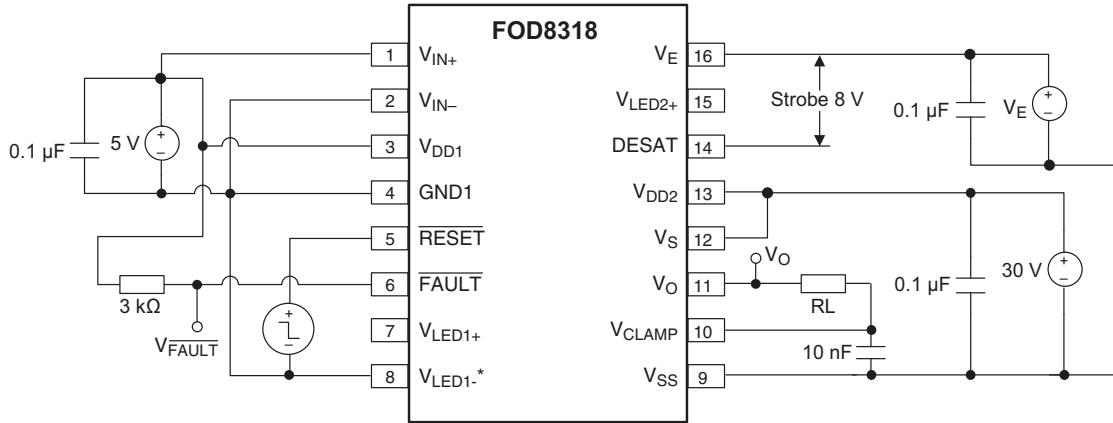 FOD8318
1
V_IN+
2
V_IN–
3
V_DD1
4
GND1
5
RESET
6
FAULT
7
V_LED1+
8
V_LED1-*
V_E
16
V_LED2+
15
DESAT
14
V_DD2
13
V_S
12
V_O
11
V_CLAMP
10
V_SS
9
0.1 µF
5 V
+
–
3 kΩ
V_FAULT
+
–
Strobe 8 V
0.1 µF
V_E
+
–
V_O
RL
10 nF
0.1 µF
30 V
+
–